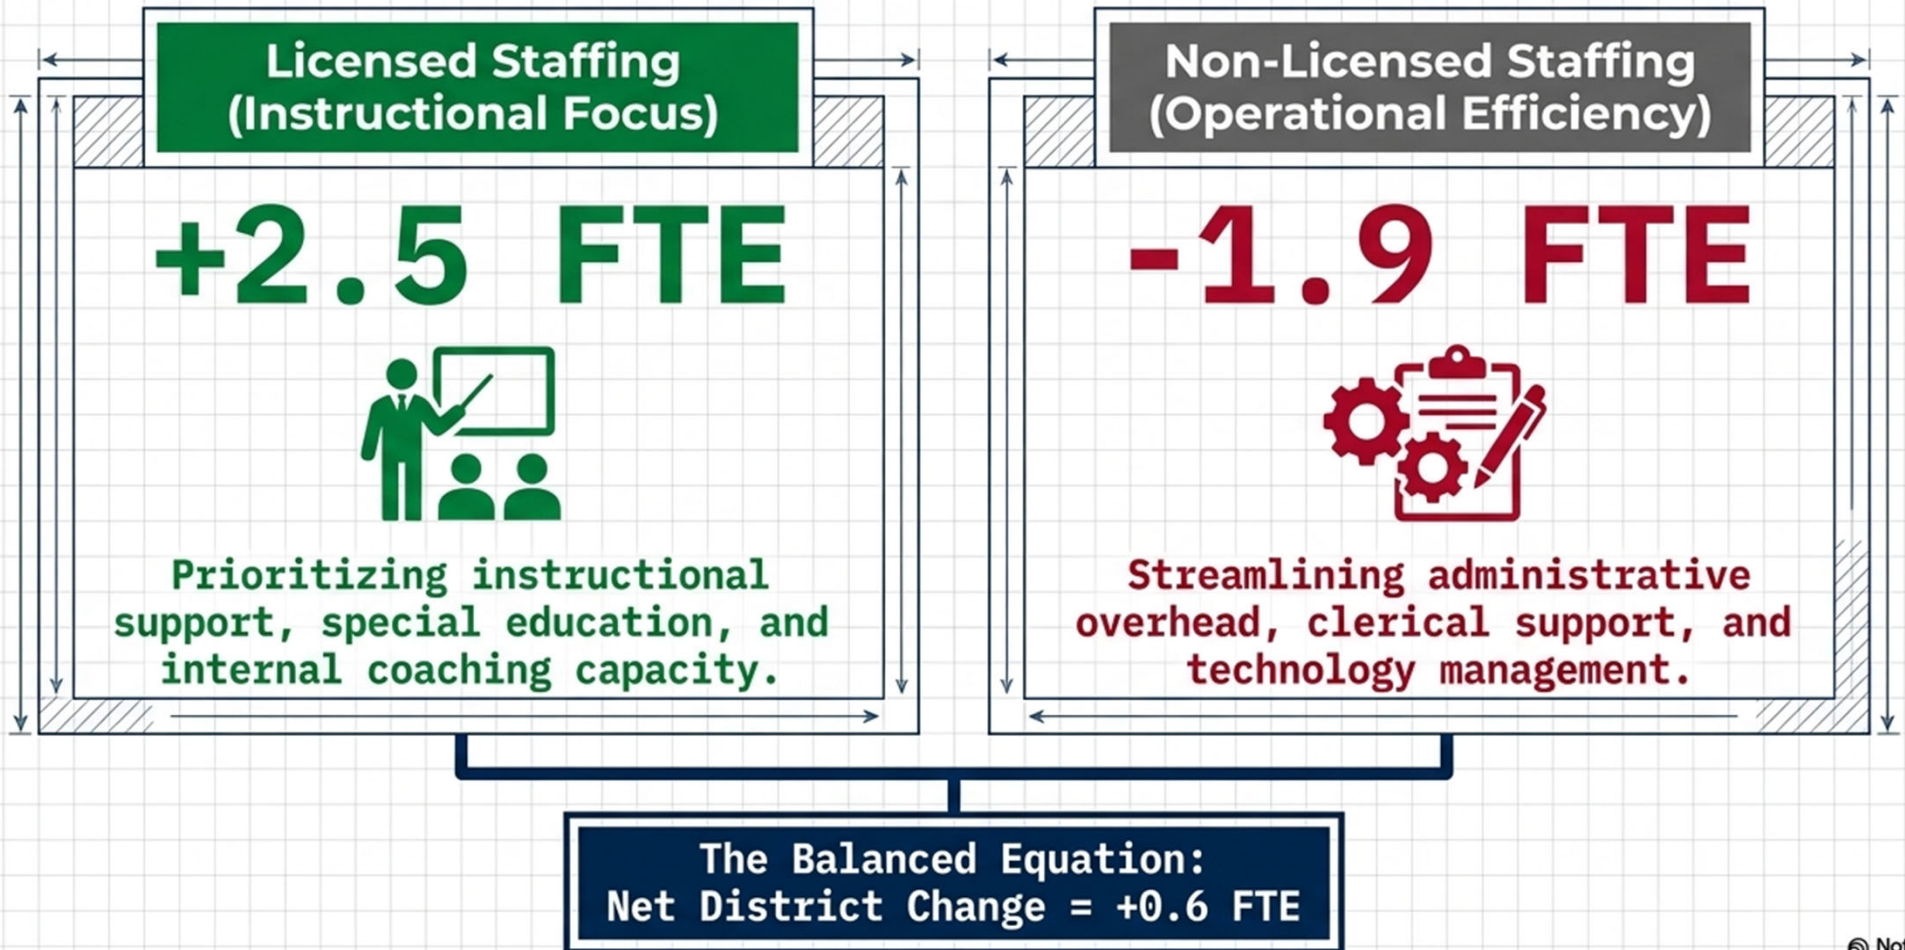 Licensed Staffing
(Instructional Focus)
+2.5 FTE
Prioritizing instructional
support, special education, and
internal coaching capacity.
Non-Licensed Staffing
(Operational Efficiency)
-1.9 FTE
Streamlining administrative
overhead, clerical support, and
technology management.
The Balanced Equation:
Net District Change = +0.6 FTE